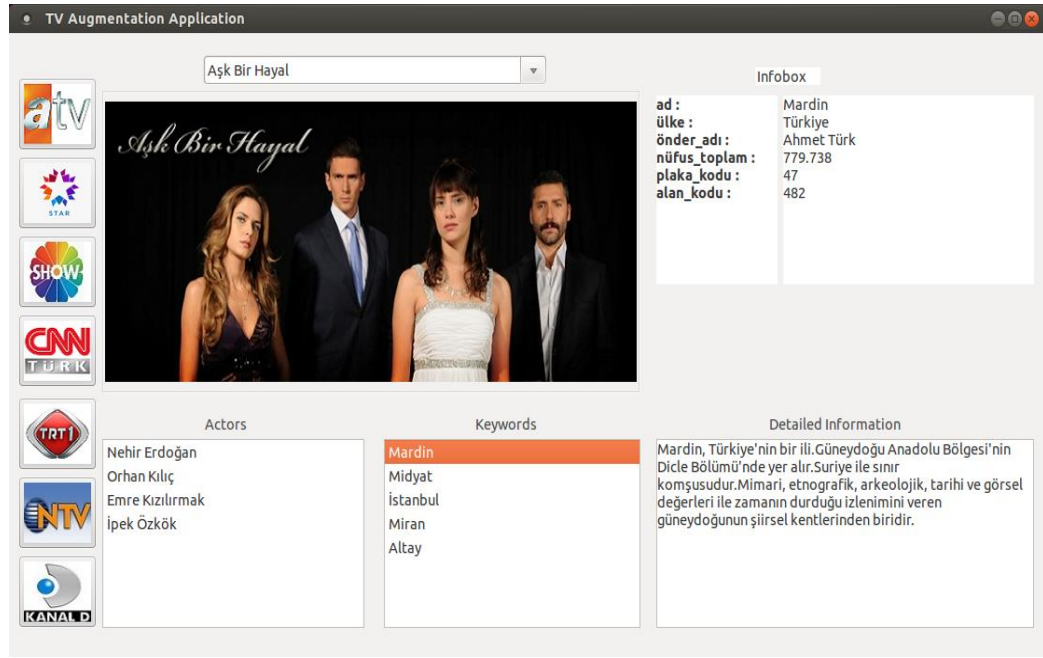 TV Augmentation Application
Aşk Bir Hayal
Infobox
atv
STAR
SHOW
CNN
TÜRK
TRT1
NTV
KANAL D
Aşk Bir Hayal
ad : Mardin
ülke : Türkiye
önder_adı : Ahmet Türk
nüfus_toplam : 779.738
plaka_kodu : 47
alan_kodu : 482
Actors
Nehir Erdoğan
Orhan Kılıç
Emre Kızılırmak
İpek Özkök
Keywords
Mardin
Midyat
İstanbul
Miran
Altay
Detailed Information
Mardin, Türkiye'nin bir ili.Güneydoğu Anadolu Bölgesi'nin
Dicle Bölümü'nde yer alır.Suriye ile sınır
komşusudur.Mimari, etnografik, arkeolojik, tarihi ve görsel
değerleri ile zamanın durduğu izlenimini veren
güneydoğunun şiirsel kentlerinden biridir.